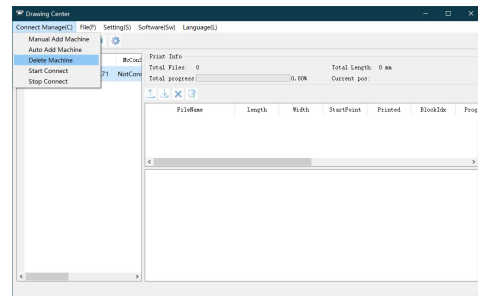 Drawing Center
Connect Manage(C) File(F) Setting(S) Software(Sw) Language(L)
Manual Add Machine
Auto Add Machine
Delete Machine
Start Connect
Stop Connect
McConf
71 NotConn
Print Info
Total Files: 0 Total Length: 0 mm
Total progress: 0.00% Current pos:
FileName Length Width StartPoint Printed BlockIdx Prog